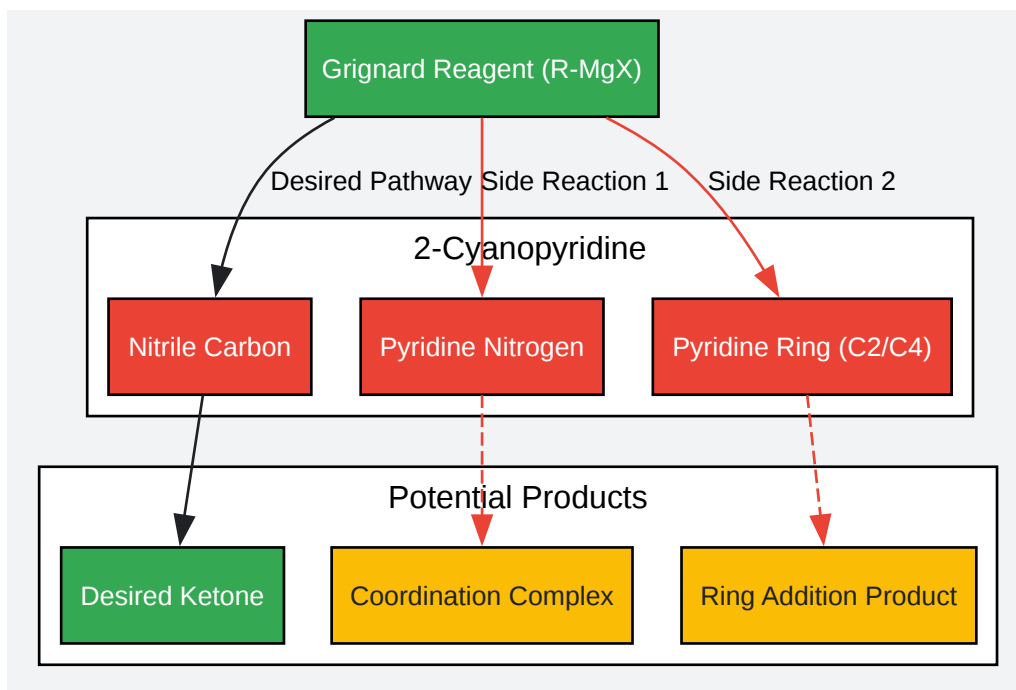 Grignard Reagent (R-MgX)
Desired Pathway
Side Reaction 1
Side Reaction 2
2-Cyanopyridine
Nitrile Carbon
Pyridine Nitrogen
Pyridine Ring (C2/C4)
Potential Products
Desired Ketone
Coordination Complex
Ring Addition Product